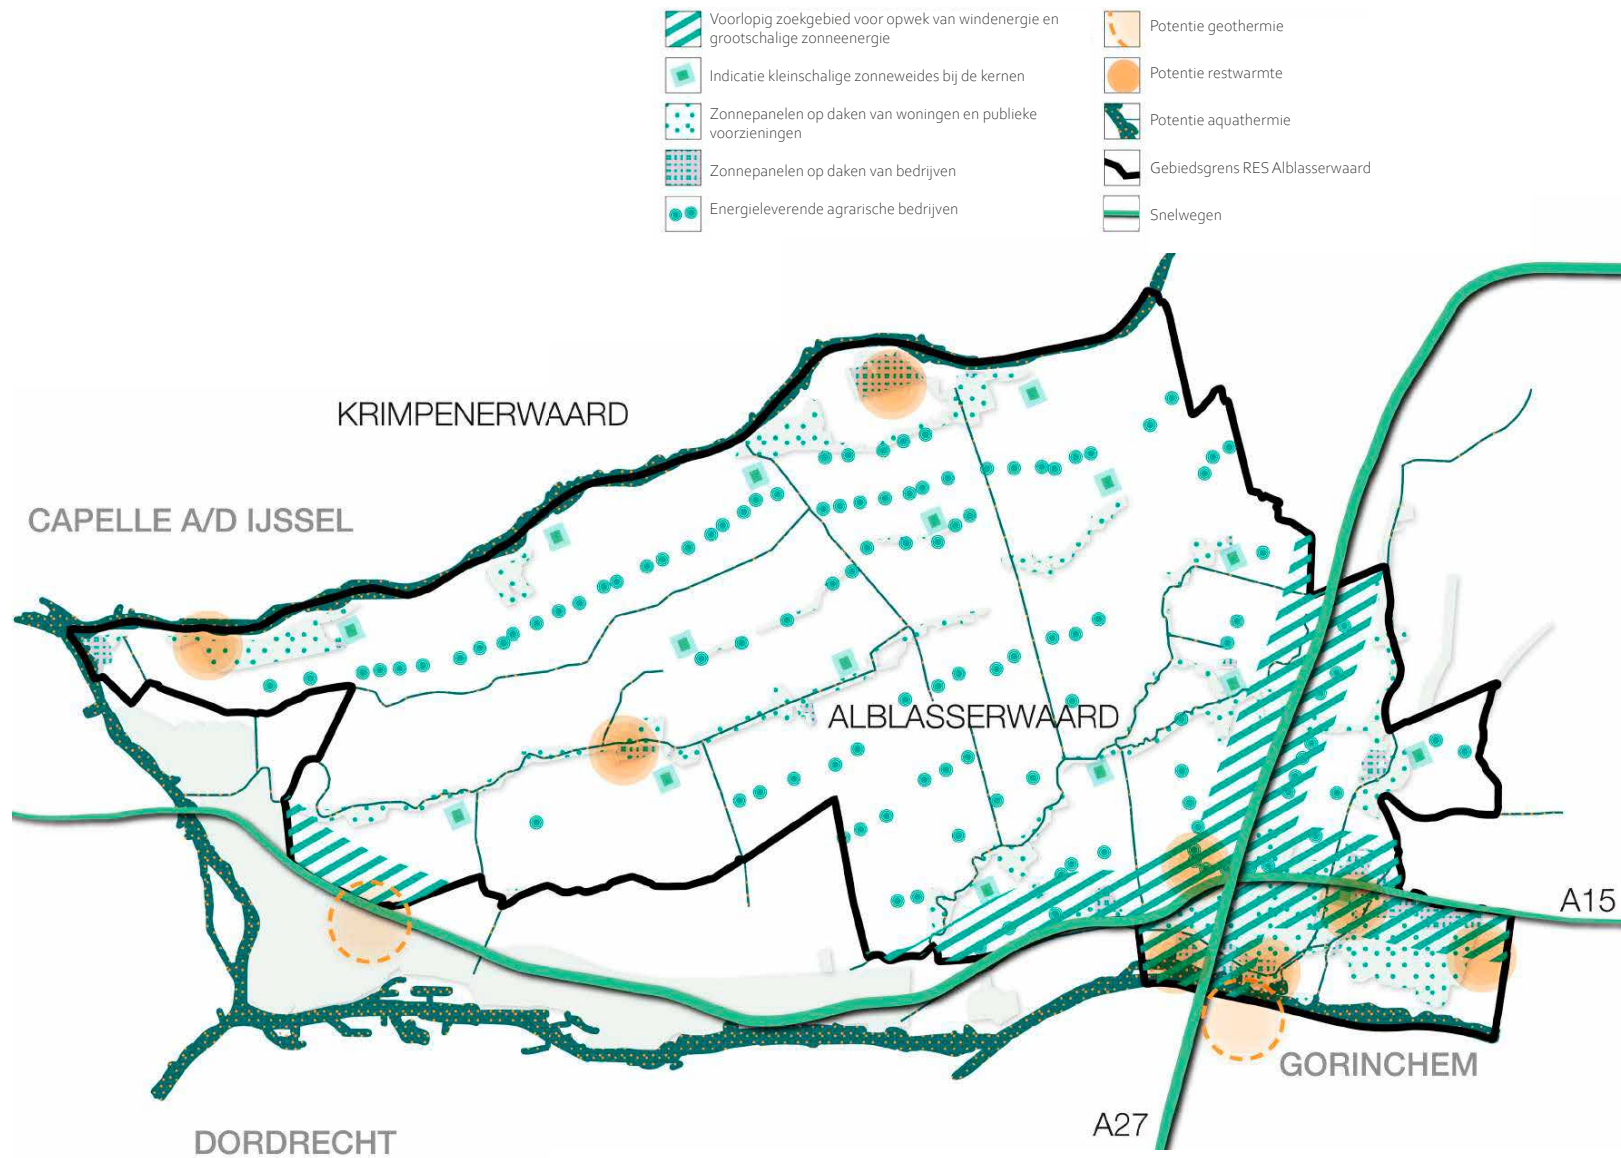 Voorlopig zoekgebied voor opwek van windenergie en
grootschalige zonneenergie
Indicatie kleinschalige zonneweides bij de kernen
Zonnepanelen op daken van woningen en publieke
voorzieningen
Zonnepanelen op daken van bedrijven
Energieleverende agrarische bedrijven
Potentie geothermie
Potentie restwarmte
Potentie aquathermie
Gebiedsgrens RES Alblasserwaard
Snelwegen
KRIMPENERWAARD
CAPELLE A/D IJSSEL
ALBLASSERWAARD
A15
GORINCHEM
A27
DORDRECHT